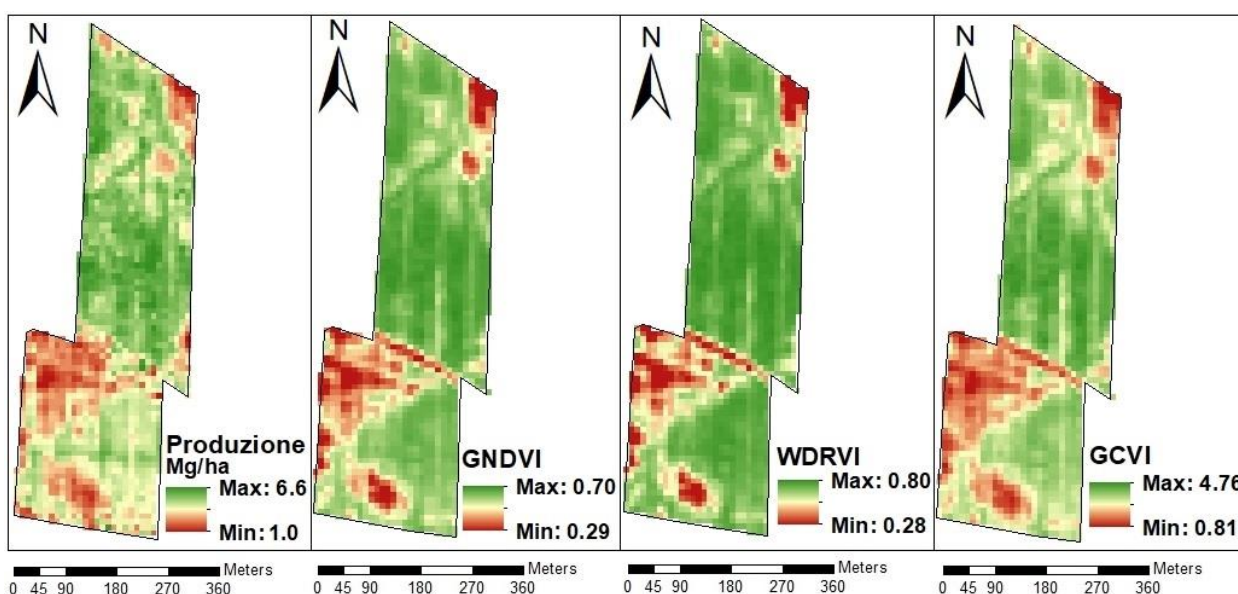 N
Produzione
Mg/ha
Max: 6.6
Min: 1.0
Meters
0 45 90 180 270 360
N
GNDVI
Max: 0.70
Min: 0.29
Meters
0 45 90 180 270 360
N
WDRVI
Max: 0.80
Min: 0.28
Meters
0 45 90 180 270 360
N
GCVI
Max: 4.76
Min: 0.81
Meters
0 45 90 180 270 360